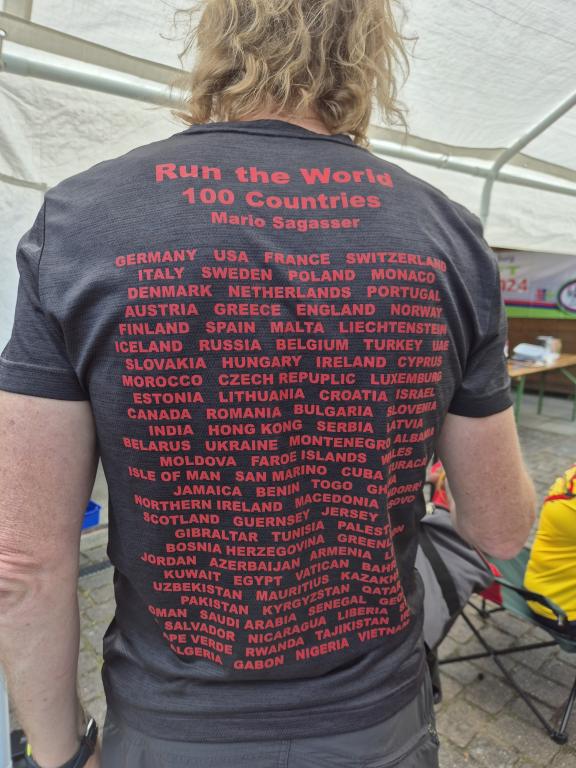 Run the World
100 Countries
Mario Sagasser
GERMANY USA FRANCE SWITZERLAND
ITALY SWEDEN POLAND MONACO
DENMARK NETHERLANDS PORTUGAL
AUSTRIA GREECE ENGLAND NORWAY
FINLAND SPAIN MALTA LIECHTENSTEIN
ICELAND RUSSIA BELGIUM TURKEY UAE
SLOVAKIA HUNGARY IRELAND CYPRUS
MOROCCO CZECH REPUPLIC LUXEMBURG
ESTONIA LITHUANIA CROATIA ISRAEL
CANADA ROMANIA BULGARIA SLOVENIA
INDIA HONG KONG SERBIA LATVIA
BELARUS UKRAINE MONTENEGRO ALBANIA
MOLDOVA FAROE ISLANDS
ISLE OF MAN SAN MARINO CUBA
JAMAICA BENIN TOGO
NORTHERN IRELAND MACEDONIA
SCOTLAND GUERNSEY JERSEY
GIBRALTAR TUNISIA
BOSNIA HERZEGOVINA
JORDAN AZERBAIJAN ARMENIA
KUWAIT EGYPT VATICAN
UZBEKISTAN MAURITIUS
PAKISTAN KYRGYZSTAN QATAR
OMAN SAUDI ARABIA SENEGAL
SALVADOR NICARAGUA LIBERIA
RWANDA TAJIKISTAN VIETNAM
ALGERIA GABON NIGERIA